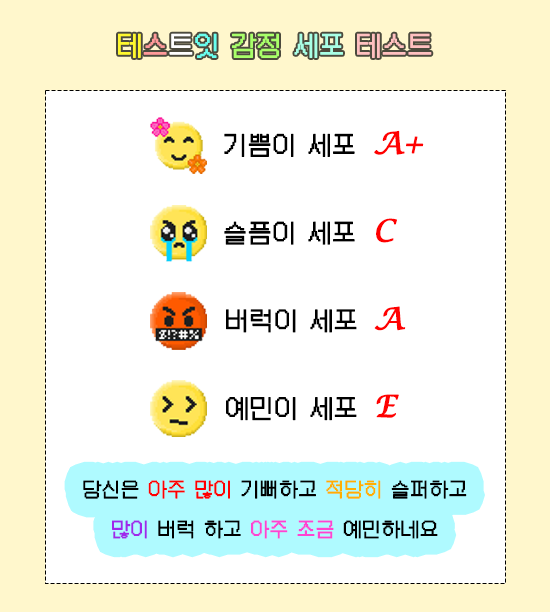 테스트잇 감정 세포 테스트
기쁨이 세포 A+
슬픔이 세포 C
버럭이 세포 A
$!?#%
예민이 세포 E
당신은 아주 많이 기뻐하고 적당히 슬퍼하고
많이 버럭 하고 아주 조금 예민하네요